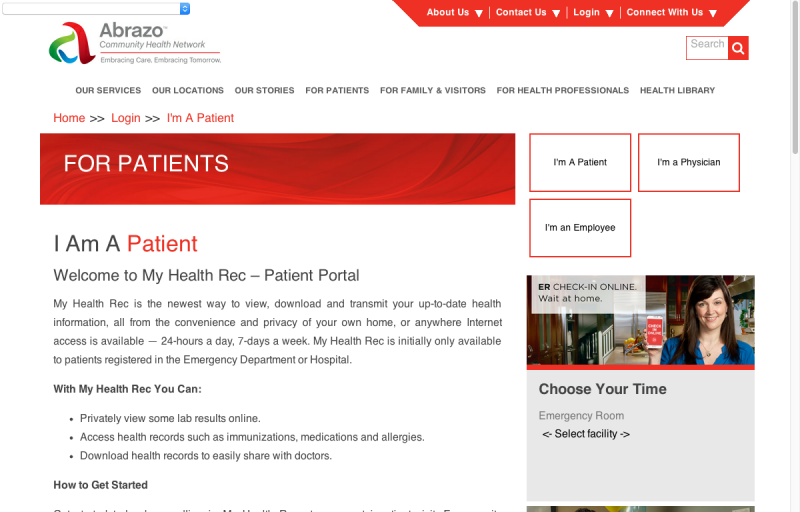 About Us ▼ | Contact Us ▼ | Login ▼ | Connect With Us ▼
Abrazo™
Community Health Network
Embracing Care. Embracing Tomorrow.
Search
OUR SERVICES OUR LOCATIONS OUR STORIES FOR PATIENTS FOR FAMILY & VISITORS FOR HEALTH PROFESSIONALS HEALTH LIBRARY
Home >> Login >> I'm A Patient
FOR PATIENTS
I Am A Patient
Welcome to My Health Rec – Patient Portal
My Health Rec is the newest way to view, download and transmit your up-to-date health
information, all from the convenience and privacy of your own home, or anywhere Internet
access is available — 24-hours a day, 7-days a week. My Health Rec is initially only available
to patients registered in the Emergency Department or Hospital.
With My Health Rec You Can:
• Privately view some lab results online.
• Access health records such as immunizations, medications and allergies.
• Download health records to easily share with doctors.
How to Get Started
I'm A Patient
I'm a Physician
I'm an Employee
ER CHECK-IN ONLINE.
Wait at home.
CHECK IN ONLINE
Choose Your Time
Emergency Room
<- Select facility ->